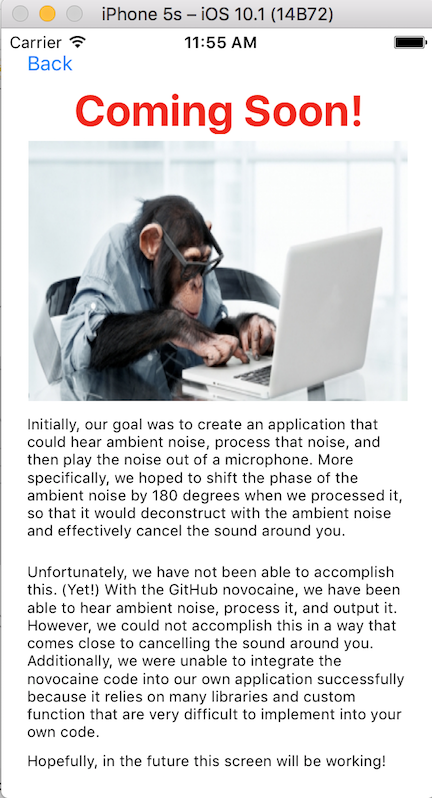 iPhone 5s – iOS 10.1 (14B72)
Carrier 11:55 AM
Back
Coming Soon!
Initially, our goal was to create an application that
could hear ambient noise, process that noise, and
then play the noise out of a microphone. More
specifically, we hoped to shift the phase of the
ambient noise by 180 degrees when we processed it,
so that it would deconstruct with the ambient noise
and effectively cancel the sound around you.
Unfortunately, we have not been able to accomplish
this. (Yet!) With the GitHub novocaine, we have been
able to hear ambient noise, process it, and output it.
However, we could not accomplish this in a way that
comes close to cancelling the sound around you.
Additionally, we were unable to integrate the
novocaine code into our own application successfully
because it relies on many libraries and custom
function that are very difficult to implement into your
own code.
Hopefully, in the future this screen will be working!